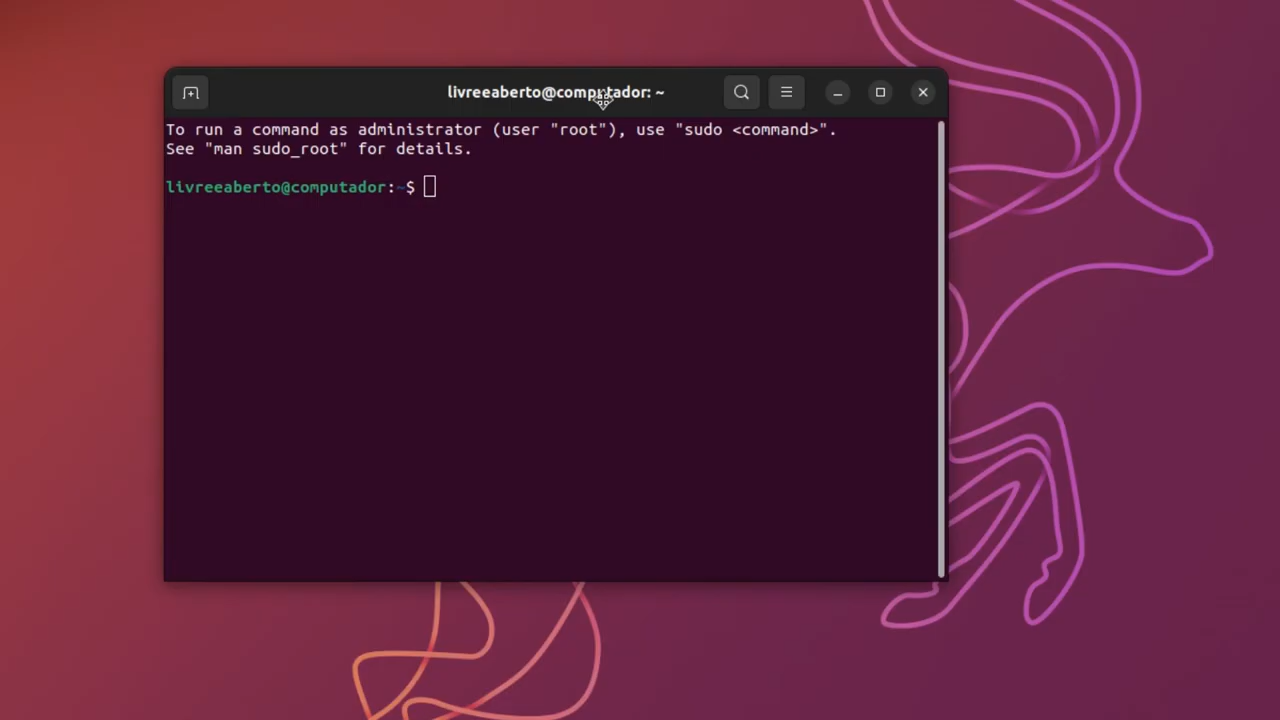 livreeaberto@computador: ~
To run a command as administrator (user "root"), use "sudo <command>".
See "man sudo_root" for details.
livreeaberto@computador:~$